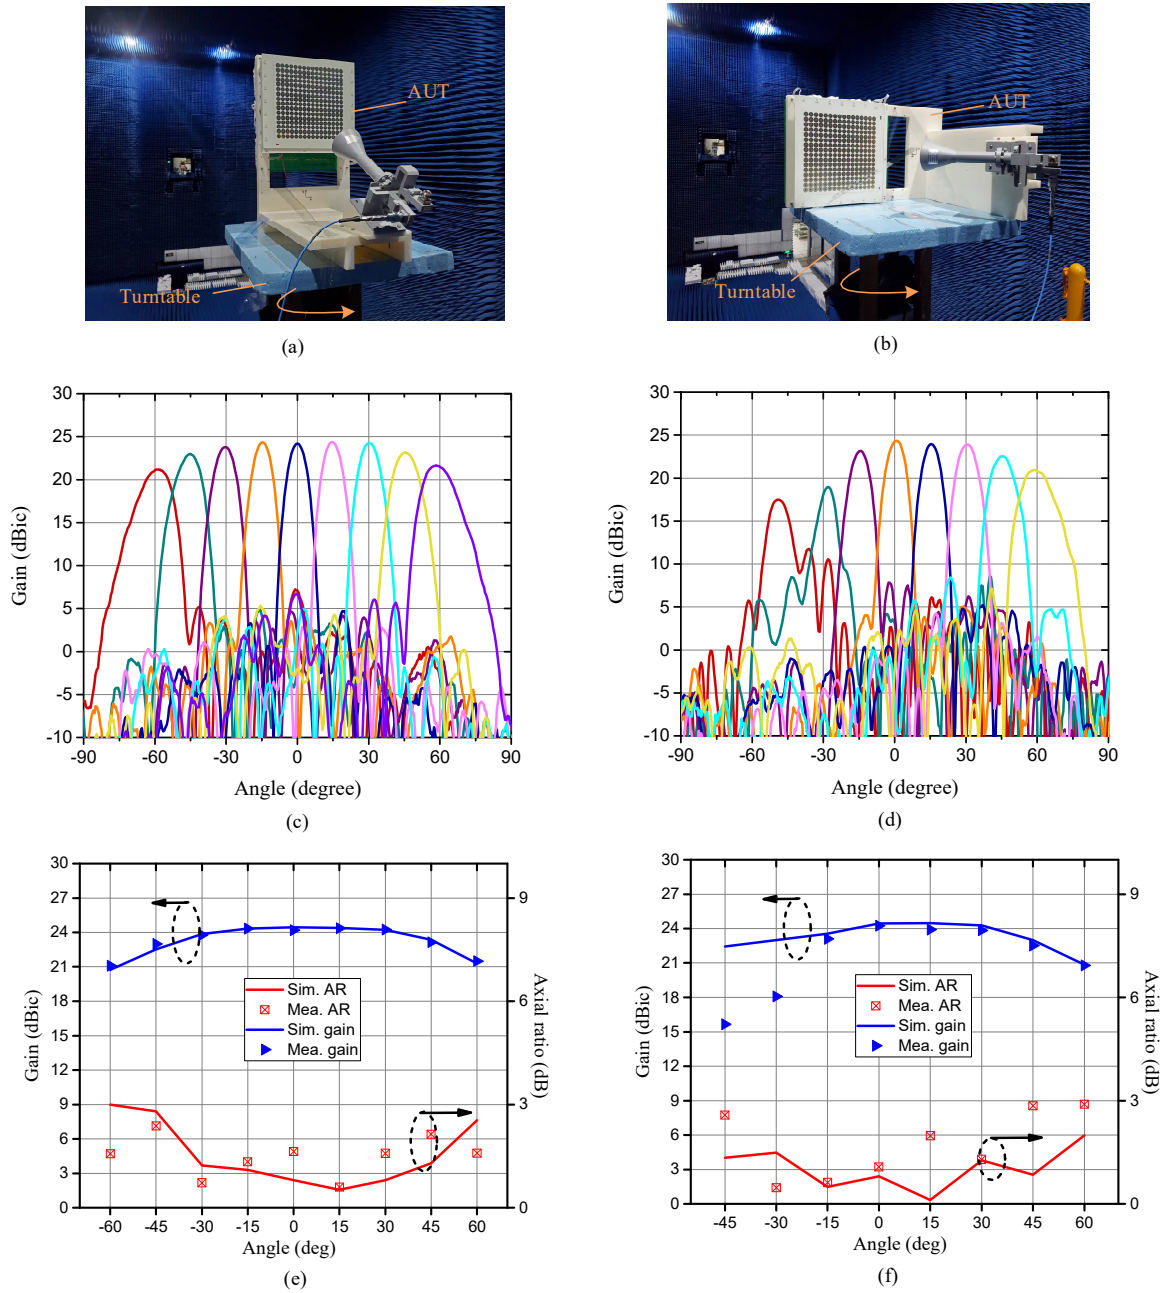 AUT
Turntable
(a)
AUT
Turntable
(b)
30
25
20
15
10
5
0
-5
-10
-90 -60 -30 0 30 60 90
Gain (dBic)
Angle (degree)
(c)
30
25
20
15
10
5
0
-5
-10
-90 -60 -30 0 30 60 90
Gain (dBic)
Angle (degree)
(d)
30
27
24
21
18
15
12
9
6
3
0
9
6
3
0
-60 -45 -30 -15 0 15 30 45 60
Gain (dBic)
Axial ratio (dB)
Sim. AR
Mea. AR
Sim. gain
Mea. gain
Angle (deg)
(e)
30
27
24
21
18
15
12
9
6
3
0
9
6
3
0
-45 -30 -15 0 15 30 45 60
Gain (dBic)
Axial ratio (dB)
Sim. AR
Mea. AR
Sim. gain
Mea. gain
Angle (deg)
(f)